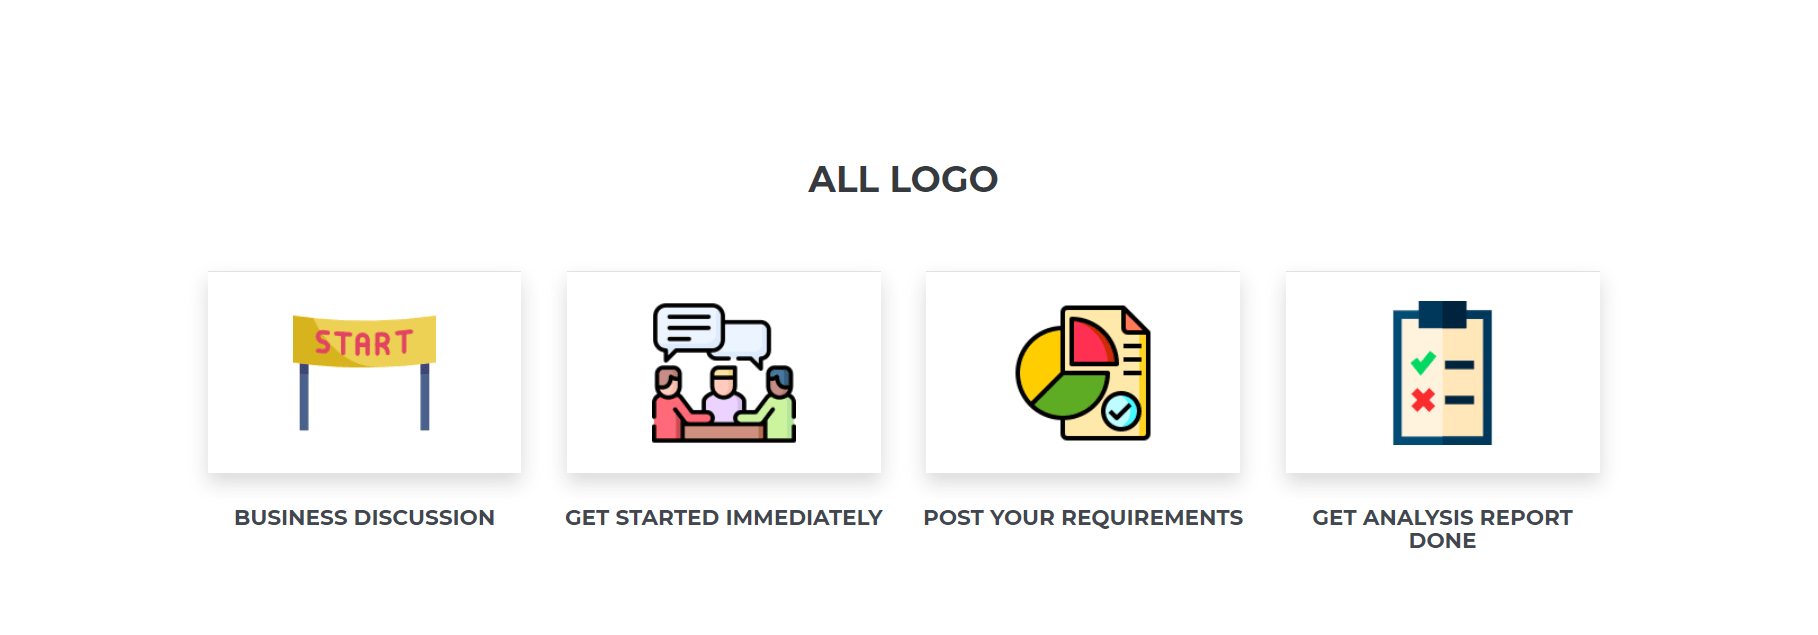 ALL LOGO
START
BUSINESS DISCUSSION
GET STARTED IMMEDIATELY
POST YOUR REQUIREMENTS
GET ANALYSIS REPORT
DONE